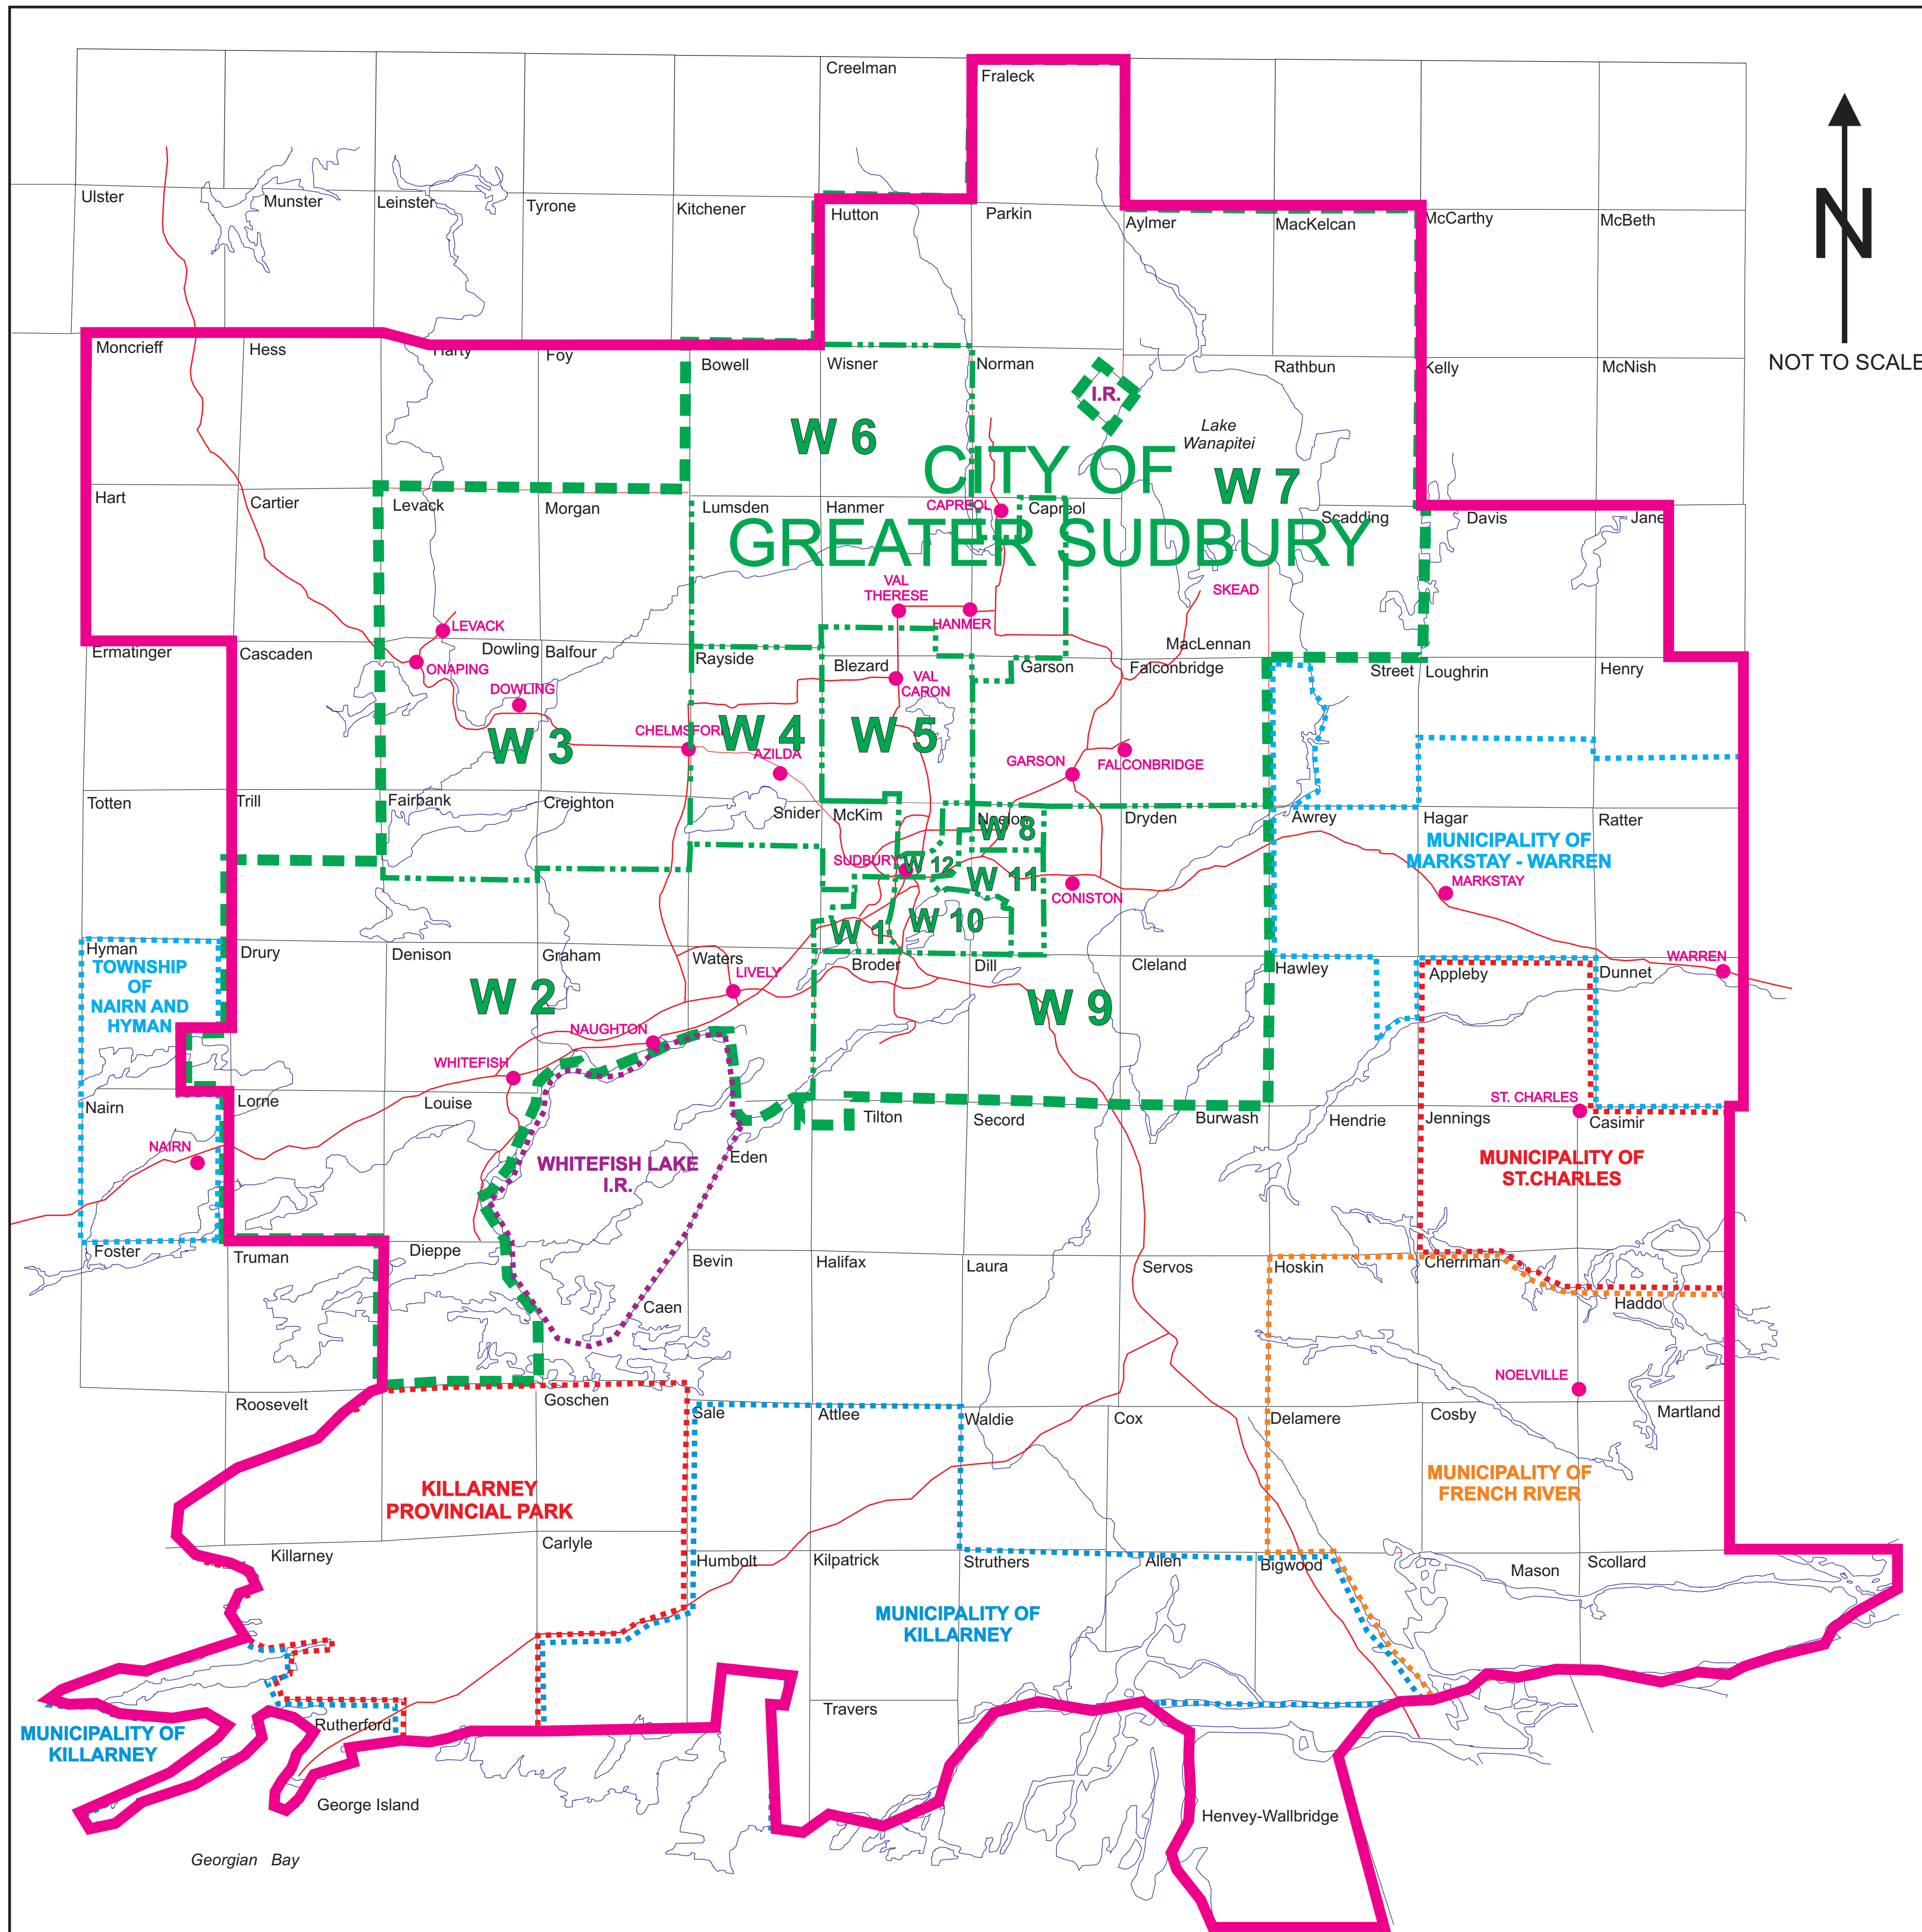 Creelman
Fraleck
Ulster
Munster
Leinster
Tyrone
Kitchener
Hutton
Parkin
Aylmer
MacKelcan
McCarthy
McBeth
N
NOT TO SCALE
Moncrieff
Hess
Harty
Foy
Bowell
Wisner
Norman
I.R.
Rathbun
Kelly
McNish
Lake
Wanapitei
W 6
CITY OF
GREATER SUDBURY
W 7
Hart
Cartier
Levack
Morgan
Lumsden
Hanmer
CAPREOL
Capreol
Scadding
Davis
Jane
VAL
THERESE
HANMER
SKEAD
LEVACK
ONAPING
DOWLING
Ermatinger
Cascaden
Dowling
Balfour
Rayside
Blezard
VAL
CARON
Garson
MacLennan
Falconbridge
Street
Loughrin
Henry
W 3
CHELMSFORD
W 4
AZILDA
W 5
GARSON
FALCONBRIDGE
Totten
Trill
Fairbank
Creighton
Snider
McKim
Neelon
Dryden
Awrey
Hagar
Ratter
W 8
MUNICIPALITY OF
MARKSTAY - WARREN
SUDBURY
W 12
W 11
CONISTON
MARKSTAY
W 1
W 10
Hyman
TOWNSHIP
OF
NAIRN AND
HYMAN
Drury
Denison
Graham
Waters
LIVELY
Broder
Dill
Cleland
Hawley
Appleby
Dunnet
WARREN
W 2
W 9
NAUGHTON
WHITEFISH
Nairn
NAIRN
Lorne
Louise
Tilton
Secord
Burwash
Hendrie
Jennings
ST. CHARLES
Casimir
Eden
WHITEFISH LAKE
I.R.
MUNICIPALITY OF
ST.CHARLES
Foster
Truman
Dieppe
Bevin
Halifax
Laura
Servos
Hoskin
Cherriman
Haddo
Caen
NOELVILLE
Roosevelt
Goschen
Sale
Attlee
Waldie
Cox
Delamere
Cosby
Martland
KILLARNEY
PROVINCIAL PARK
MUNICIPALITY OF
FRENCH RIVER
Killarney
Carlyle
Humbolt
Kilpatrick
Struthers
Allen
Bigwood
Mason
Scollard
MUNICIPALITY OF
KILLARNEY
Travers
Rutherford
MUNICIPALITY OF
KILLARNEY
George Island
Henvey-Wallbridge
Georgian Bay